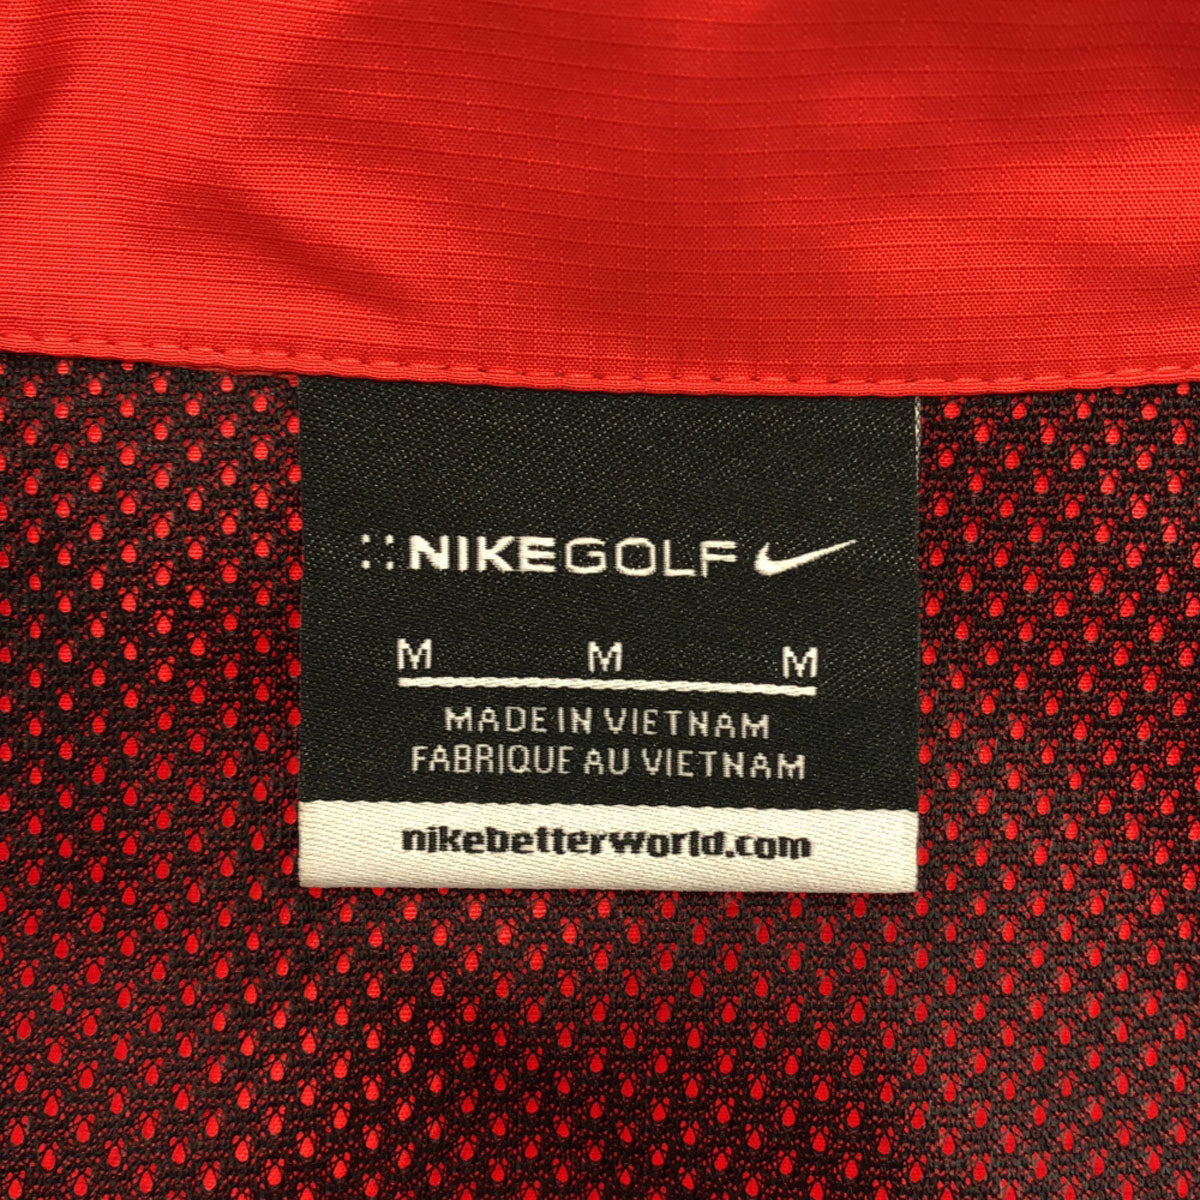 ::NIKEGOLF
M M M
MADE IN VIETNAM
FABRIQUE AU VIETNAM
nikebetterworld.com